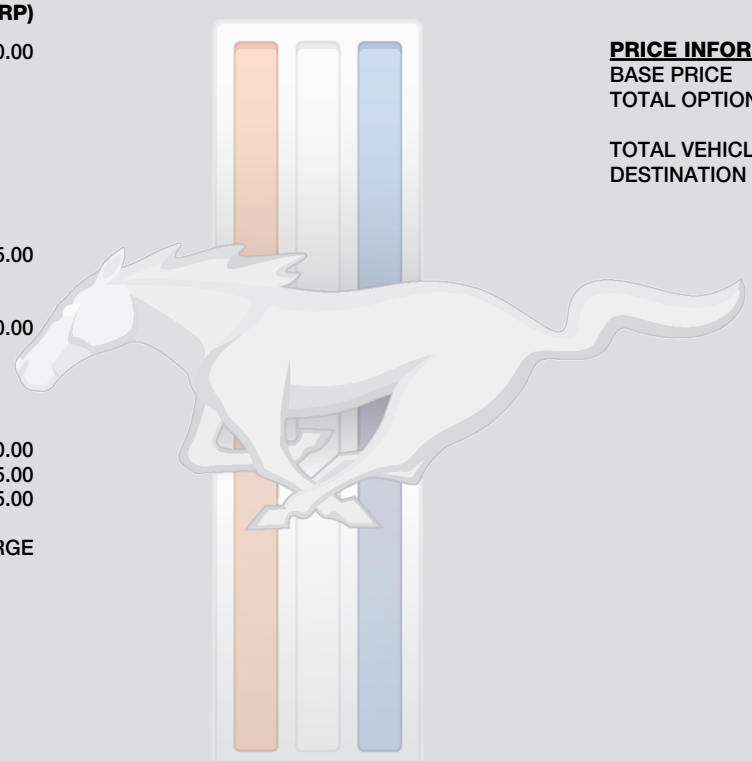 RP)
0.00
5.00
0.00
0.00
5.00
5.00
RGE
PRICE INFOR
BASE PRICE
TOTAL OPTION
TOTAL VEHICL
DESTINATION